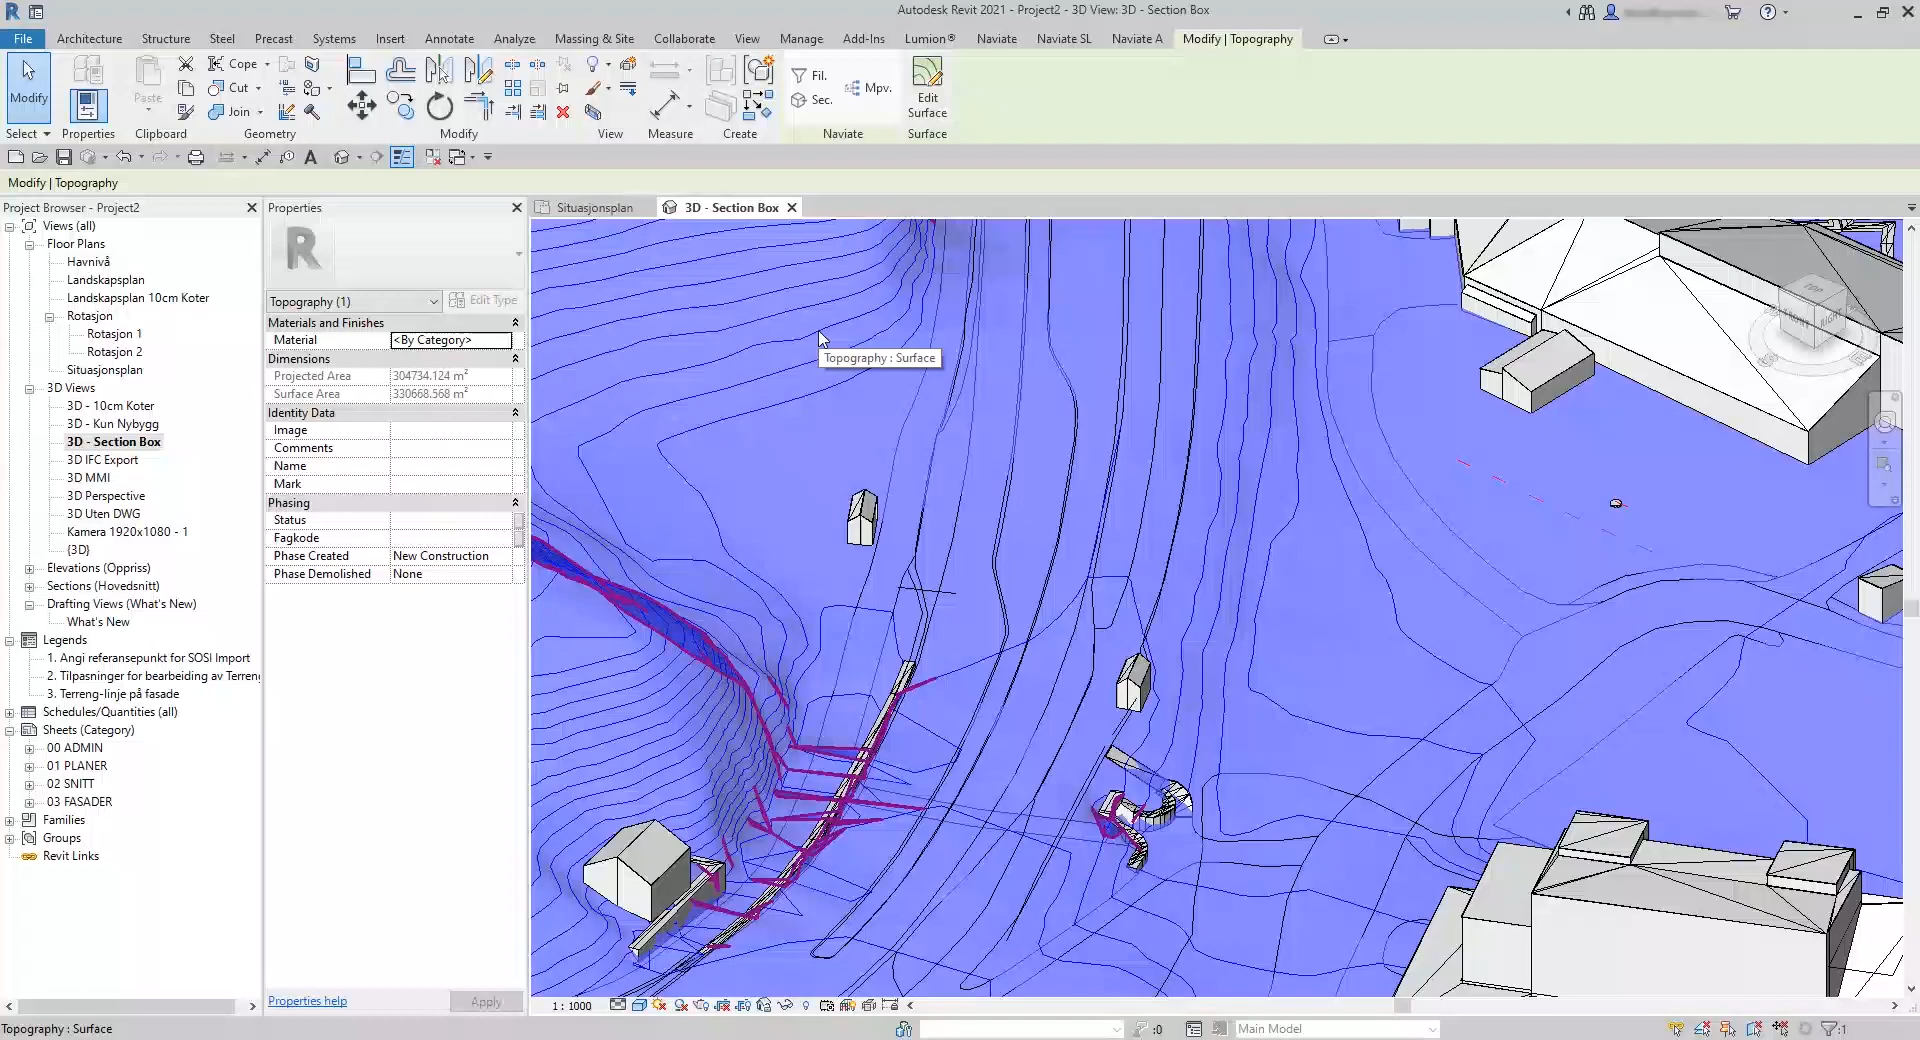 Autodesk Revit 2021 - Project2 - 3D View: 3D - Section Box
File Architecture Structure Steel Precast Systems Insert Annotate Analyze Massing & Site Collaborate View Manage Add-Ins Lumion® Naviate Naviate SL Naviate A Modify | Topography
Cope
Fil.
Cut
Mpv.
Modify
Paste
Sec.
Edit
Surface
Join
Select Properties Clipboard Geometry Modify View Measure Create Naviate Surface
Modify | Topography
Project Browser - Project2
Views (all)
Floor Plans
Havnivå
Landskapsplan
Landskapsplan 10cm Koter
Rotasjon
Rotasjon 1
Rotasjon 2
Situasjonsplan
3D Views
3D - 10cm Koter
3D - Kun Nybygg
3D - Section Box
3D IFC Export
3D MMI
3D Perspective
3D Uten DWG
Kamera 1920x1080 - 1
{3D}
Elevations (Oppriss)
Sections (Hovedsnitt)
Drafting Views (What's New)
What's New
Legends
1. Angi referansepunkt for SOSI Import
2. Tilpasninger for bearbeiding av Terren
3. Terreng-linje på fasade
Schedules/Quantities (all)
Sheets (Category)
00 ADMIN
01 PLANER
02 SNITT
03 FASADER
Families
Groups
Revit Links
Properties
R
Topography (1)
Edit Type
Materials and Finishes
Material <By Category>
Dimensions
Projected Area 304734.124 m²
Surface Area 330668.568 m²
Identity Data
Image
Comments
Name
Mark
Phasing
Status
Fagkode
Phase Created New Construction
Phase Demolished None
Properties help
Apply
Situasjonsplan
3D - Section Box
Topography : Surface
TOP
FRONT
RIGHT
1 : 1000
Topography : Surface
:0
Main Model
:1